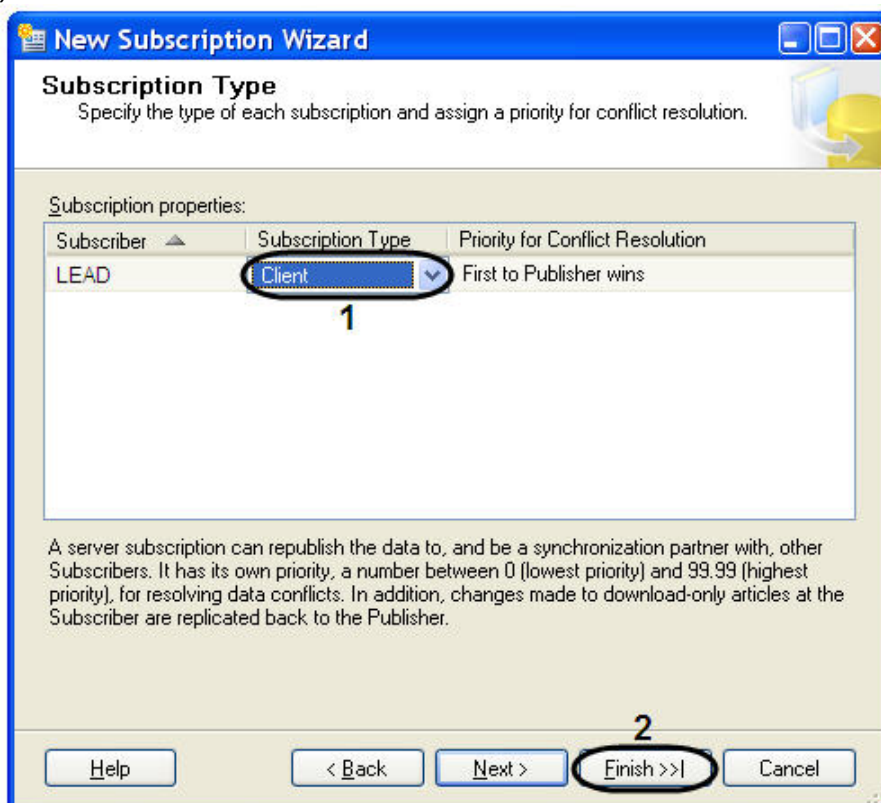 New Subscription Wizard
Subscription Type
Specify the type of each subscription and assign a priority for conflict resolution.
Subscription properties:
Subscriber Subscription Type Priority for Conflict Resolution
LEAD Client First to Publisher wins
1
A server subscription can republish the data to, and be a synchronization partner with, other
Subscribers. It has its own priority, a number between 0 (lowest priority) and 99.99 (highest
priority), for resolving data conflicts. In addition, changes made to download-only articles at the
Subscriber are replicated back to the Publisher.
2
Help < Back Next > Finish >>| Cancel